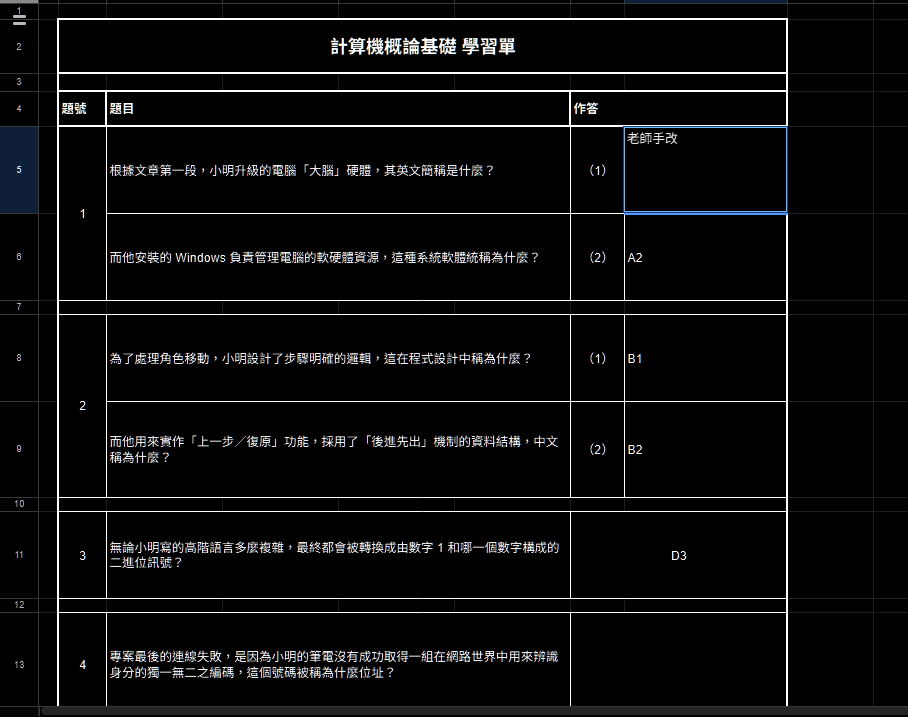 1
2
計算機概論基礎 學習單
3
4
題號
題目
作答
5
1
根據文章第一段，小明升級的電腦「大腦」硬體，其英文簡稱是什麼？
（1）
老師手改
6
而他安裝的 Windows 負責管理電腦的軟硬體資源，這種系統軟體統稱為什麼？
（2）
A2
7
8
2
為了處理角色移動，小明設計了步驟明確的邏輯，這在程式設計中稱為什麼？
（1）
B1
9
而他用來實作「上一步／復原」功能，採用了「後進先出」機制的資料結構，中文
稱為什麼？
（2）
B2
10
11
3
無論小明寫的高階語言多麼複雜，最終都會被轉換成由數字 1 和哪一個數字構成的
二進位訊號？
D3
12
13
4
專案最後的連線失敗，是因為小明的筆電沒有成功取得一組在網路世界中用來辨識
身分的獨一無二之編碼，這個號碼被稱為什麼位址？